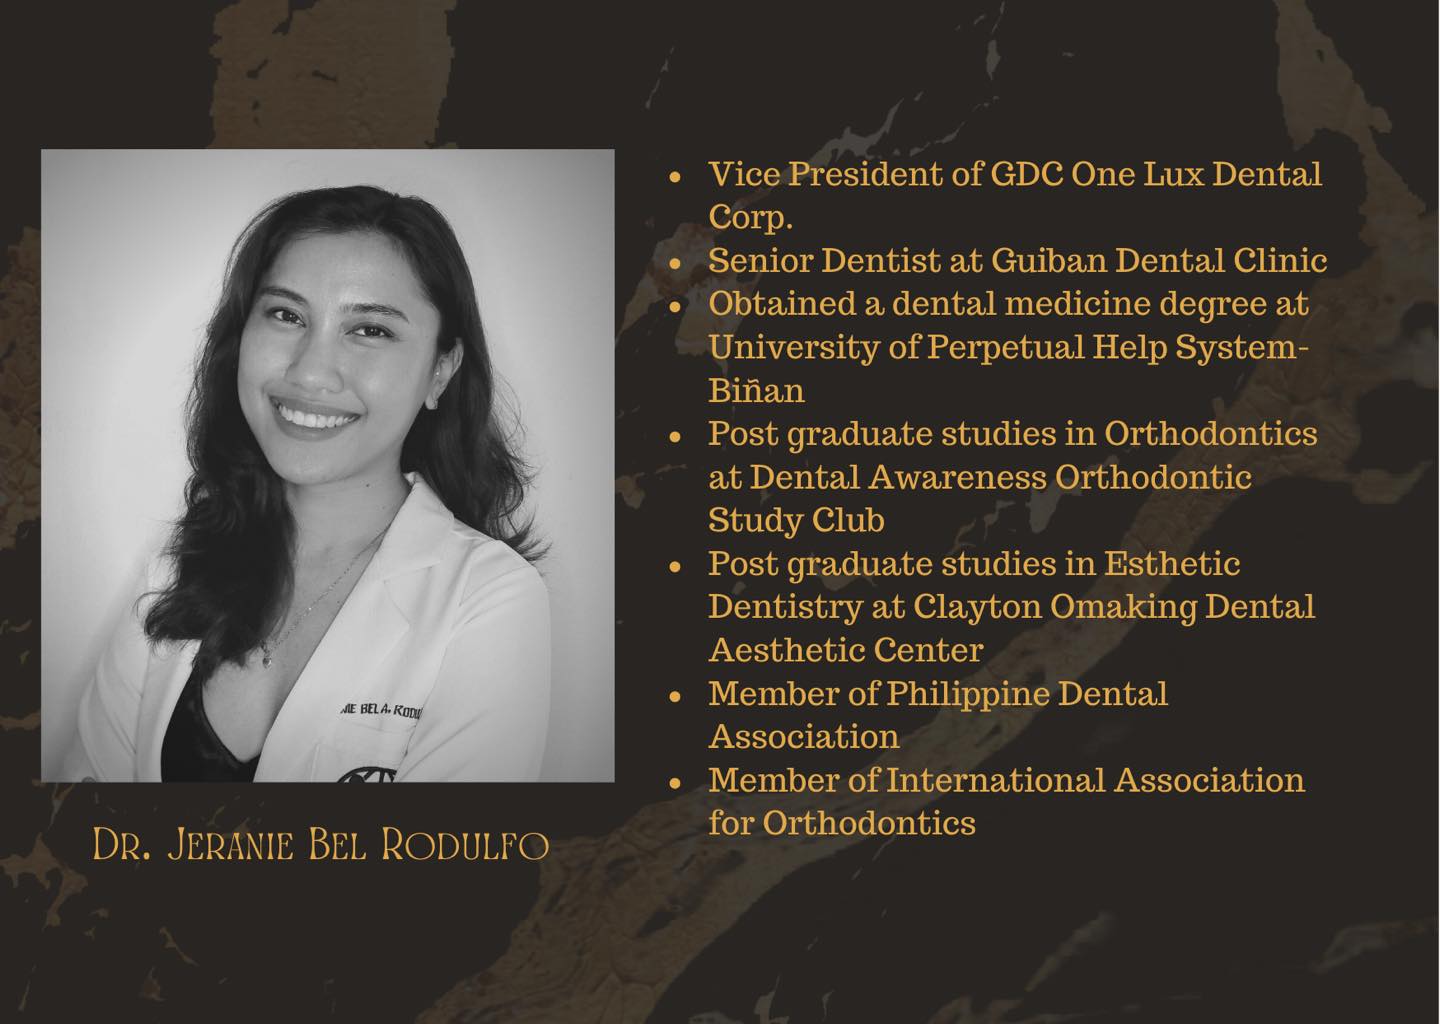 Vice President of GDC One Lux Dental
Corp.
Senior Dentist at Guiban Dental Clinic
Obtained a dental medicine degree at
University of Perpetual Help System-
Biñan
Post graduate studies in Orthodontics
at Dental Awareness Orthodontic
Study Club
Post graduate studies in Esthetic
Dentistry at Clayton Omaking Dental
Aesthetic Center
Member of Philippine Dental
Association
Member of International Association
for Orthodontics
BEL A.
Dr. Jeranie Bel Rodulfo